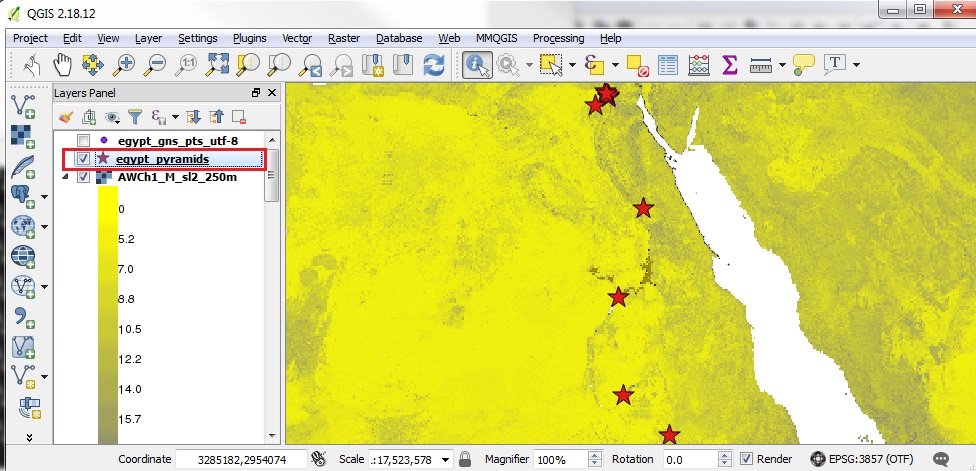 QGIS 2.18.12
Project Edit View Layer Settings Plugins Vector Raster Database Web MMQGIS Processing Help
1:1
ε
Σ
T
Layers Panel
ε
egypt_gns_pts_utf-8
egypt_pyramids
AWCh1_M_sl2_250m
0
5.2
7.0
8.8
10.5
12.2
14.0
15.7
Coordinate 3285182,2954074 Scale .:17,523,578 Magnifier 100% Rotation 0.0 Render EPSG:3857 (OTF)